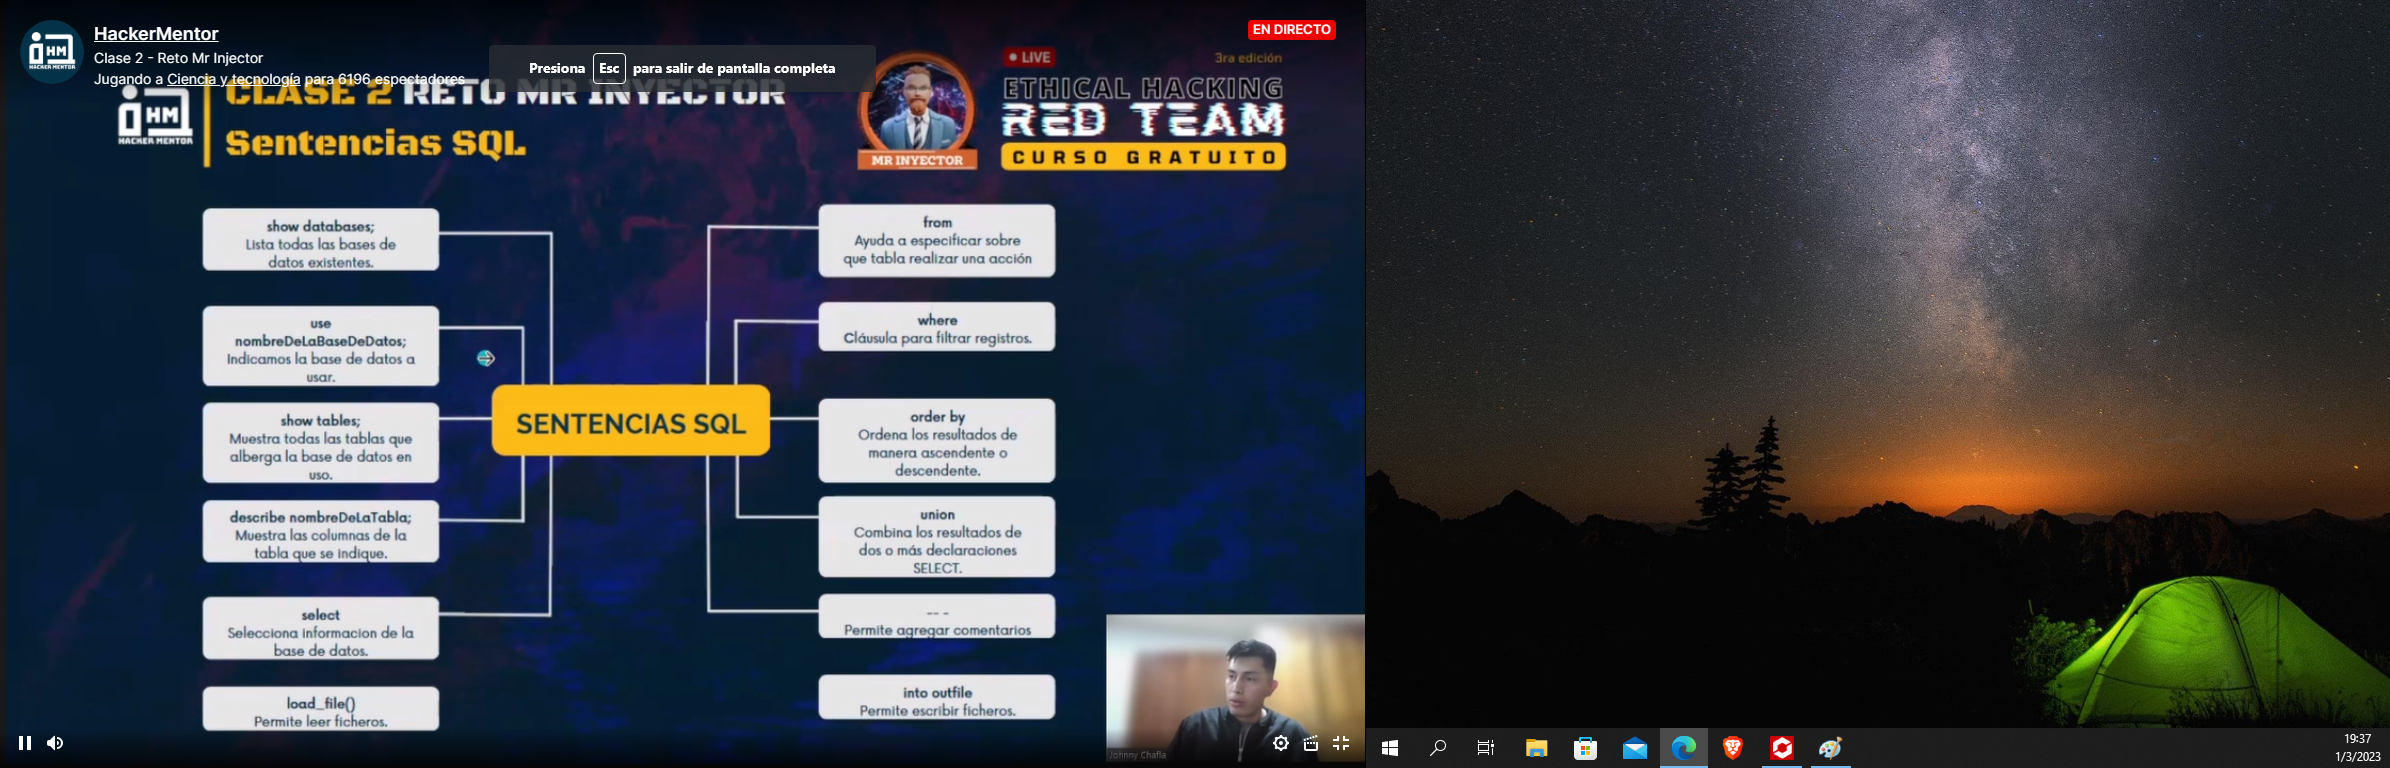 HackerMentor
Clase 2 - Reto Mr Injector
Jugando a Ciencia y tecnología para 6196 espectadores
Presiona Esc para salir de pantalla completa
EN DIRECTO
HM
HACKER MENTOR
CLASE 2 RETO MR INYECTOR
Sentencias SQL
HM
HACKER MENTOR
MR INYECTOR
LIVE
3ra edición
ETHICAL HACKING
RED TEAM
CURSO GRATUITO
show databases;
Lista todas las bases de
datos existentes.
use
nombreDeLaBaseDeDatos;
Indicamos la base de datos a
usar.
show tables;
Muestra todas las tablas que
alberga la base de datos en
uso.
describe nombreDeLaTabla;
Muestra las columnas de la
tabla que se indique.
select
Selecciona informacion de la
base de datos.
load_file()
Permite leer ficheros.
SENTENCIAS SQL
from
Ayuda a especificar sobre
que tabla realizar una acción
where
Cláusula para filtrar registros.
order by
Ordena los resultados de
manera ascendente o
descendente.
union
Combina los resultados de
dos o más declaraciones
SELECT.
-- -
Permite agregar comentarios
into outfile
Permite escribir ficheros.
Johnny Chafla
19:37
1/3/2023